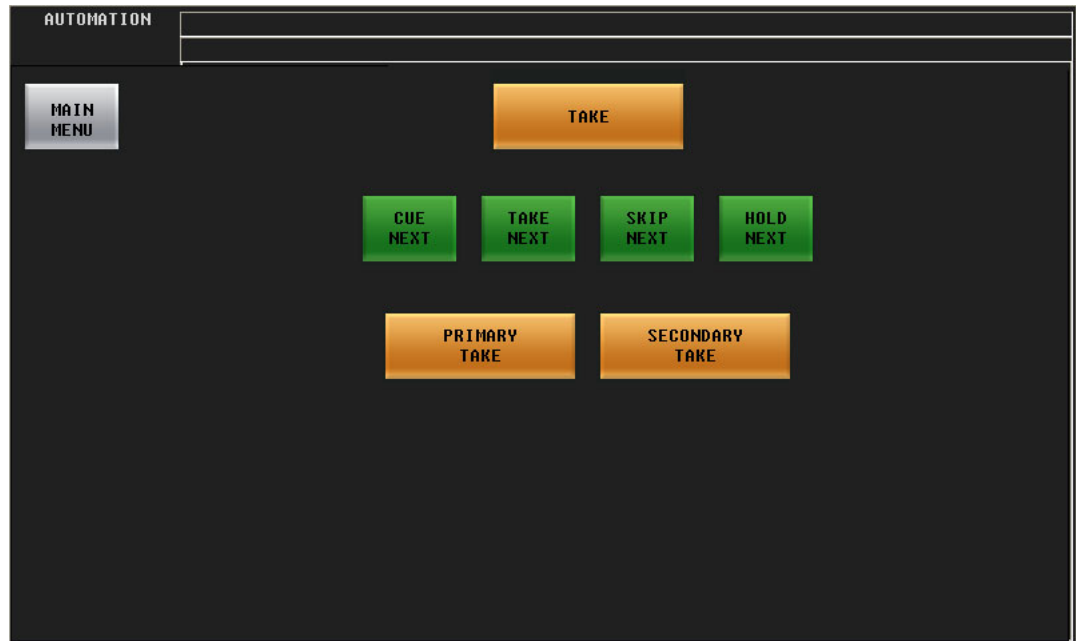 AUTOMATION
MAIN
MENU
TAKE
CUE
NEXT
TAKE
NEXT
SKIP
NEXT
HOLD
NEXT
PRIMARY
TAKE
SECONDARY
TAKE